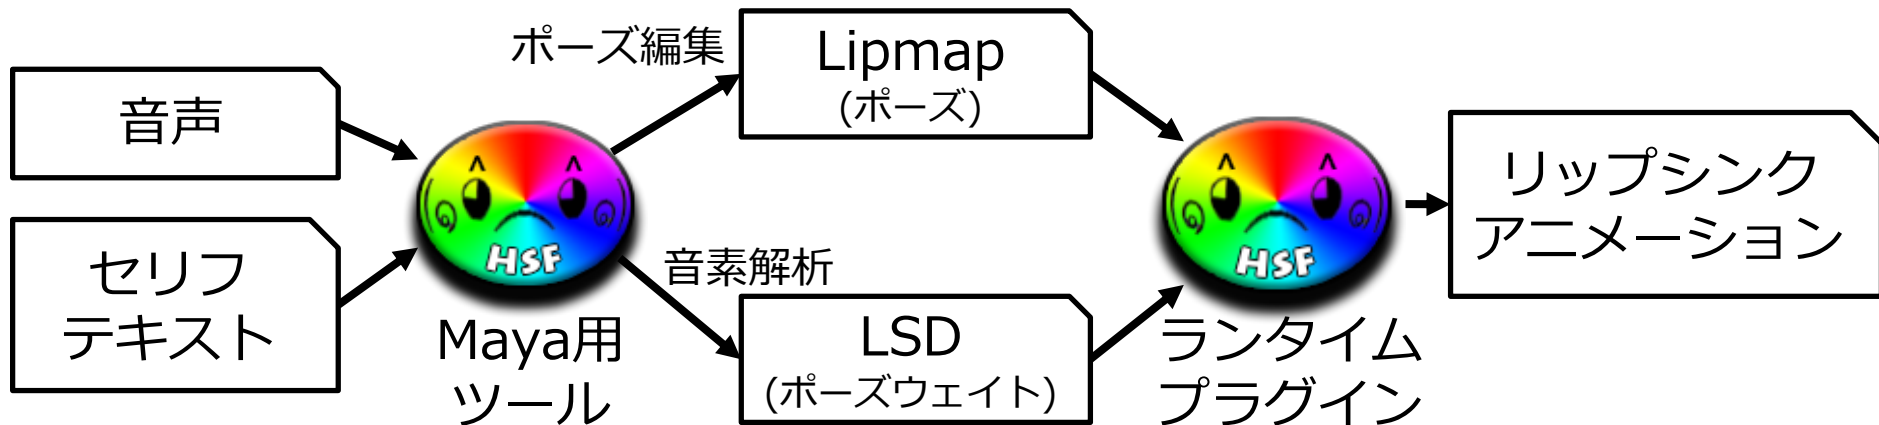 音声
セリフ
テキスト
HSF
Maya用
ツール
ポーズ編集
音素解析
Lipmap
(ポーズ)
LSD
(ポーズウェイト)
HSF
ランタイム
プラグイン
リップシンク
アニメーション